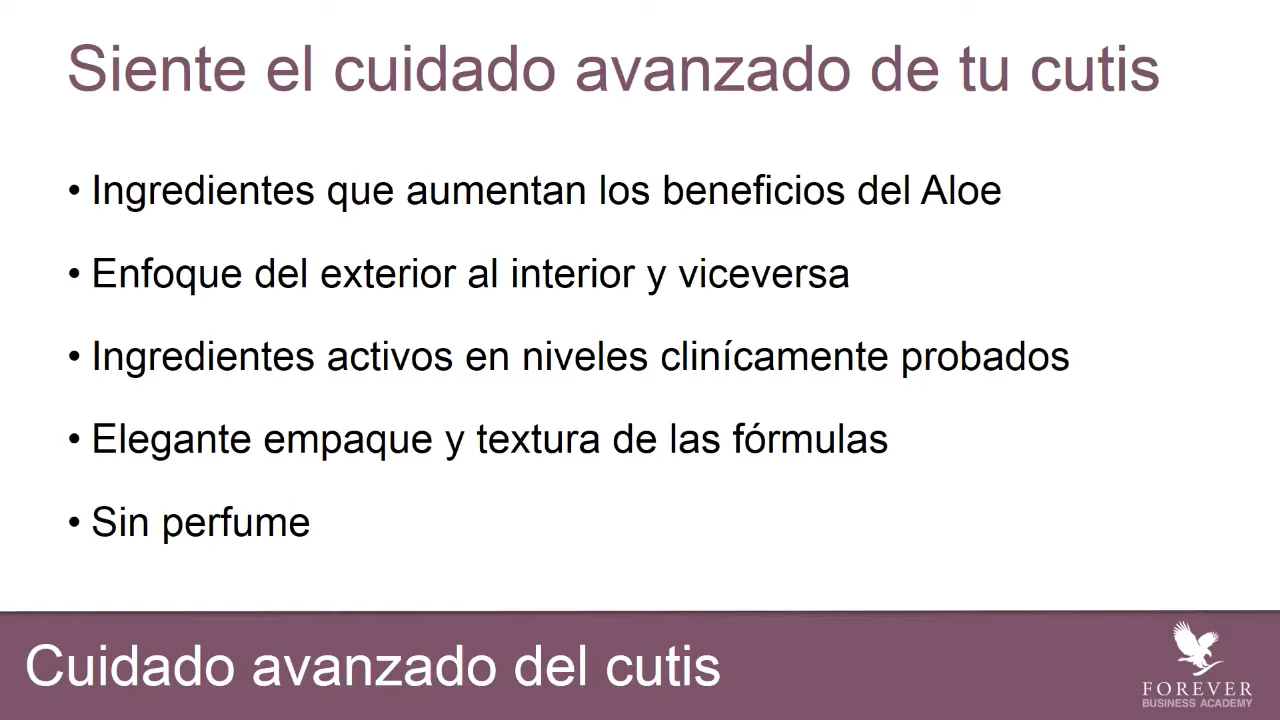 Siente el cuidado avanzado de tu cutis
• Ingredientes que aumentan los beneficios del Aloe
• Enfoque del exterior al interior y viceversa
• Ingredientes activos en niveles clinícamente probados
• Elegante empaque y textura de las fórmulas
• Sin perfume
Cuidado avanzado del cutis
FOREVER
BUSINESS ACADEMY